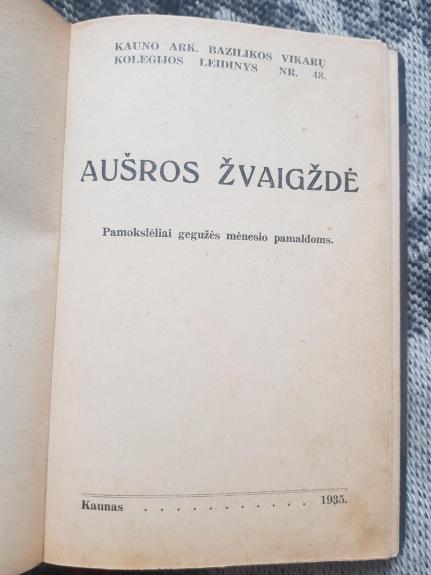 KAUNO ARK. BAZILIKOS VIKARŲ
KOLEGIJOS LEIDINYS NR. 48.
AUŠROS ŽVAIGŽDĖ
Pamokslėliai gegužės mėnesio pamaldoms.
Kaunas . . . . . . . . . . . 1935.